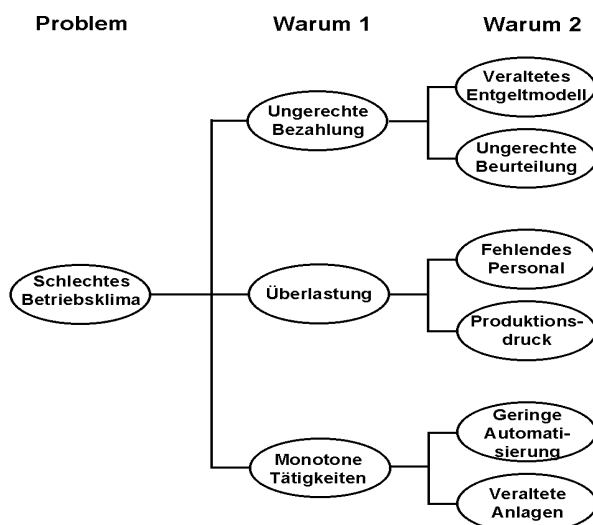 Problem
Warum 1
Warum 2
Schlechtes
Betriebsklima
Ungerechte
Bezahlung
Veraltetes
Entgeltmodell
Ungerechte
Beurteilung
Überlastung
Fehlendes
Personal
Produktions-
druck
Monotone
Tätigkeiten
Geringe
Automati-
sierung
Veraltete
Anlagen